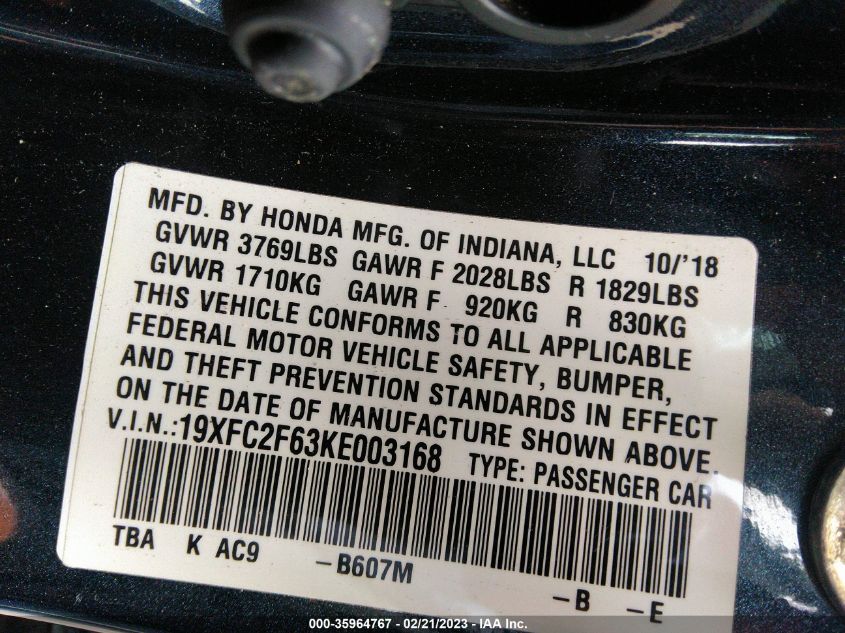 MFD. BY HONDA MFG. OF INDIANA, LLC 10/'18
GVWR 3769LBS GAWR F 2028LBS R 1829LBS
GVWR 1710KG GAWR F 920KG R 830KG
THIS VEHICLE CONFORMS TO ALL APPLICABLE
FEDERAL MOTOR VEHICLE SAFETY, BUMPER,
AND THEFT PREVENTION STANDARDS IN EFFECT
ON THE DATE OF MANUFACTURE SHOWN ABOVE.
V.I.N.:19XFC2F63KE003168 TYPE: PASSENGER CAR
TBA K AC9 -B607M -B -E
000-35964767 - 02/21/2023 - IAA Inc.